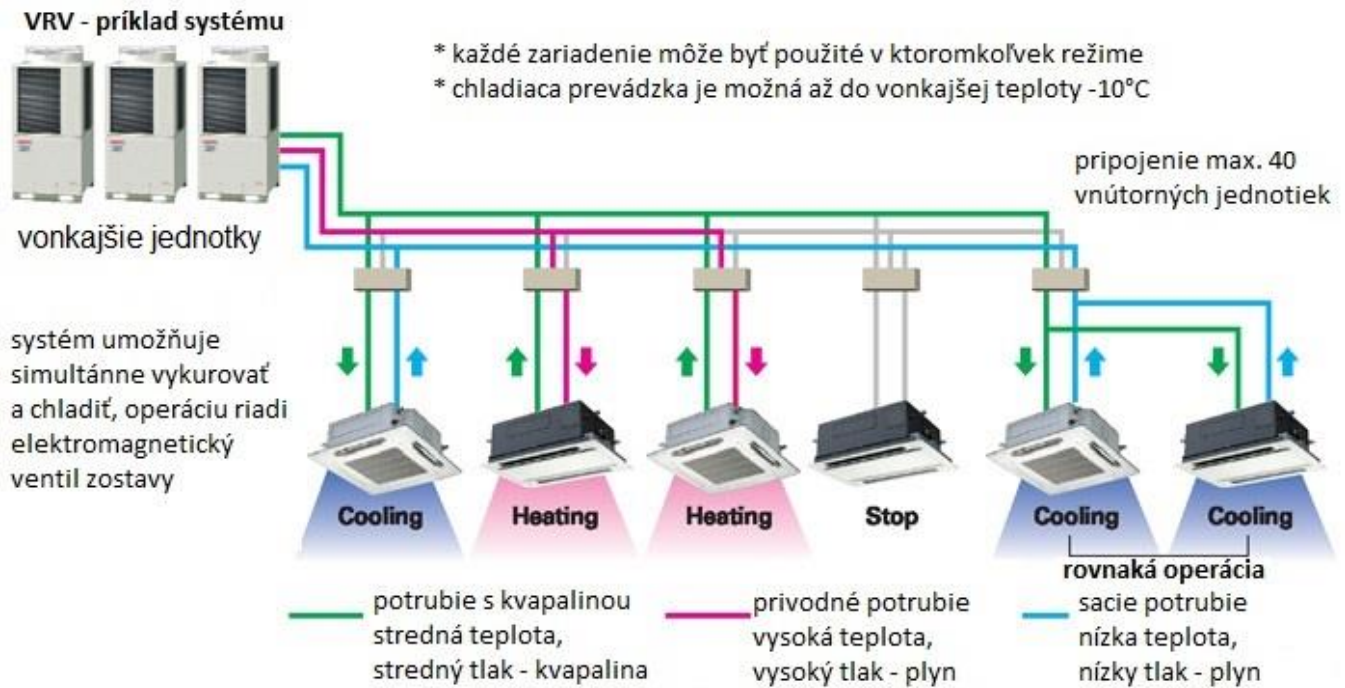 VRV - príklad systému
* každé zariadenie môže byť použité v ktoromkoľvek režime
* chladiaca prevádzka je možná až do vonkajšej teploty -10°C
pripojenie max. 40
vnútorných jednotiek
vonkajšie jednotky
systém umožňuje
simultánne vykurovať
a chladiť, operáciu riadi
elektromagnetický
ventil zostavy
Cooling
Heating
Heating
Stop
Cooling
Cooling
rovnaká operácia
potrubie s kvapalinou
stredná teplota,
stredný tlak - kvapalina
privodné potrubie
vysoká teplota,
vysoký tlak - plyn
sacie potrubie
nízka teplota,
nízky tlak - plyn